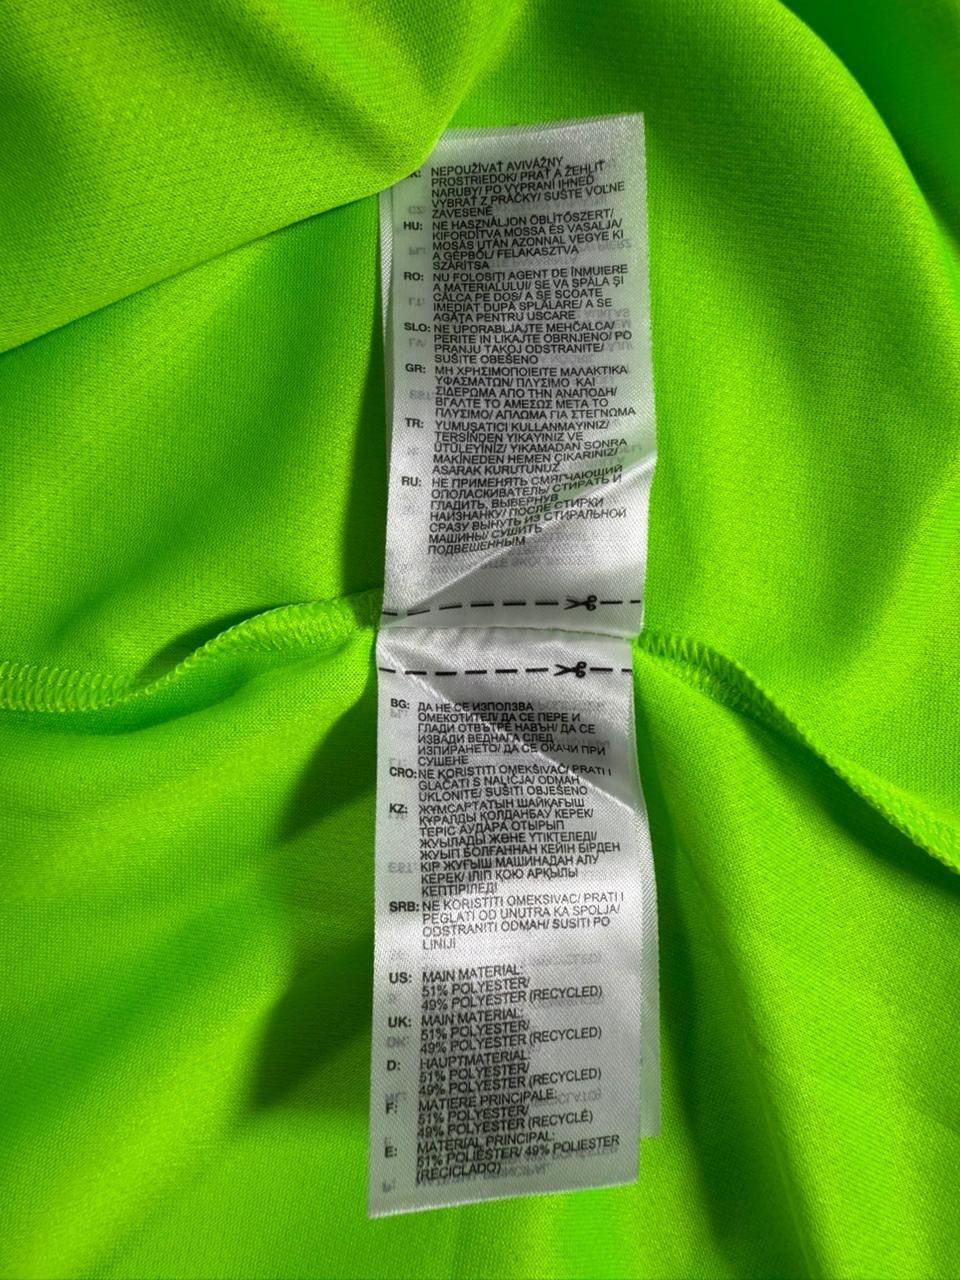 NEPOUŽÍVAŤ AVIVÁŽNY
PROSTRIEDOK/ PRAŤ A ŽEHLIŤ
NARUBY/ PO VYPRANÍ IHNEĎ
VYBRAŤ Z PRÁČKY/ SUŠTE VOĽNE
ZAVESENÉ
HU: NE HASZNÁLJON ÖBLÍTŐSZERT/
KIFORDÍTVA MOSSA ÉS VASALJA/
MOSÁS UTÁN AZONNAL VEGYE KI
A GÉPBŐL/ FELAKASZTVA
SZÁRÍTSA
RO: NU FOLOSITI AGENT DE ÎNMUIERE
A MATERIALULUI/ SE VA SPĂLA ȘI
CĂLCA PE DOS/ A SE SCOATE
IMEDIAT DUPĂ SPLĂLARE/ A SE
AGĂȚA PENTRU USCARE
SLO: NE UPORABLJAJTE MEHČALCA/
PERITE IN LIKAJTE OBRNJENO/ PO
PRANJU TAKOJ ODSTRANITE/
SUŠITE OBEŠENO
GR: ΜΗ ΧΡΗΣΙΜΟΠΟΙΕΙΤΕ ΜΑΛΑΚΤΙΚΑ
ΥΦΑΣΜΑΤΩΝ/ ΠΛΥΣΙΜΟ ΚΑΙ
ΣΙΔΕΡΩΜΑ ΑΠΟ ΤΗΝ ΑΝΑΠΟΔΗ/
ΒΓΑΛΤΕ ΤΟ ΑΜΕΣΩΣ ΜΕΤΑ ΤΟ
ΠΛΥΣΙΜΟ/ ΑΠΛΩΜΑ ΓΙΑ ΣΤΕΓΝΩΜΑ
TR: YUMUŞATICI KULLANMAYINIZ/
TERSİNDEN YIKAYINIZ VE
ÜTÜLEYİNİZ/ YIKAMADAN SONRA
MAKİNEDEN HEMEN ÇIKARINIZ/
ASARAK KURUTUNUZ
RU: НЕ ПРИМЕНЯТЬ СМЯГЧАЮЩИЙ
ОПОЛАСКИВАТЕЛЬ/ СТИРАТЬ И
ГЛАДИТЬ, ВЫВЕРНУВ
НАИЗНАНКУ/ ПОСЛЕ СТИРКИ
СРАЗУ ВЫНУТЬ ИЗ СТИРАЛЬНОЙ
МАШИНЫ/ СУШИТЬ
ПОДВЕШЕННЫМ
BG: ДА НЕ СЕ ИЗПОЛЗВА
ОМЕКОТИТЕЛ/ ДА СЕ ПЕРЕ И
ГЛАДИ ОТВЪТРЕ НАВЪН/ ДА СЕ
ИЗВАДИ ВЕДНАГА СЛЕД
ИЗПИРАНЕТО/ ДА СЕ ОКАЧИ ПРИ
СУШЕНЕ
CRO: NE KORISTITI OMEKŠIVAČ/ PRATI I
GLAČATI S NALIČJA/ ODMAH
UKLONITE/ SUŠITI OBJEŠENO
KZ: ЖҰМСАРТАТЫН ШАЙҚАҒЫШ
ҚҰРАЛДЫ ҚОЛДАНБАУ КЕРЕК/
ТЕРІС АУДАРА ОТЫРЫП
ЖУЫЛАДЫ ЖӘНЕ ҮТІКТЕЛЕДІ/
ЖУЫП БОЛҒАННАН КЕЙІН БІРДЕН
КІР ЖУҒЫШ МАШИНАДАН АЛУ
КЕРЕК/ ІЛІП ҚОЮ АРҚЫЛЫ
КЕПТІРІЛЕДІ
SRB: NE KORISTITI OMEKSIVAC/ PRATI I
PEGLATI OD UNUTRA KA SPOLJA/
ODSTRANITI ODMAH/ SUSITI PO
LINIJI
US: MAIN MATERIAL:
51% POLYESTER/
49% POLYESTER (RECYCLED)
UK: MAIN MATERIAL:
51% POLYESTER/
49% POLYESTER (RECYCLED)
D: HAUPTMATERIAL:
51% POLYESTER/
49% POLYESTER (RECYCLED)
F: MATIERE PRINCIPALE:
51% POLYESTER/
49% POLYESTER (RECYCLÉ)
E: MATERIAL PRINCIPAL:
51% POLIESTER/ 49% POLIESTER
(RECICLADO)